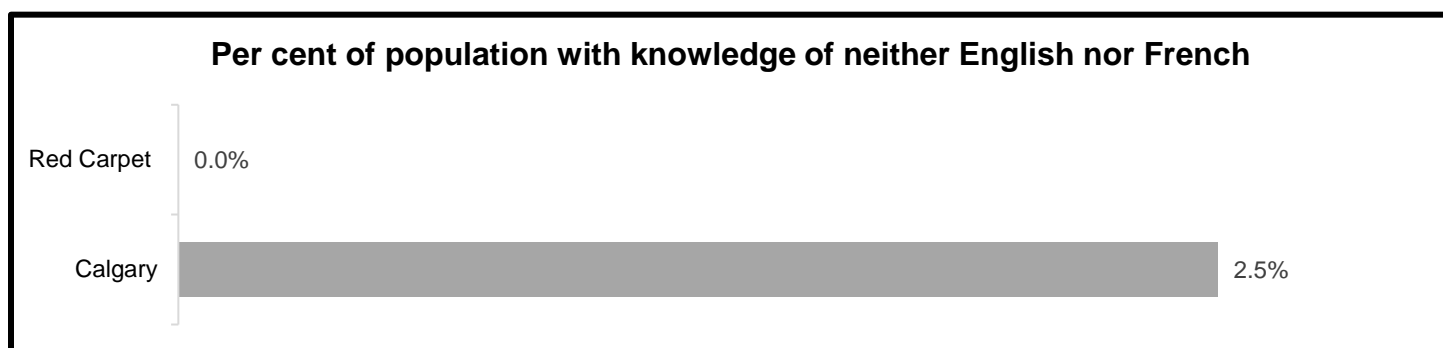 Per cent of population with knowledge of neither English nor French
Red Carpet 0.0%
Calgary 2.5%